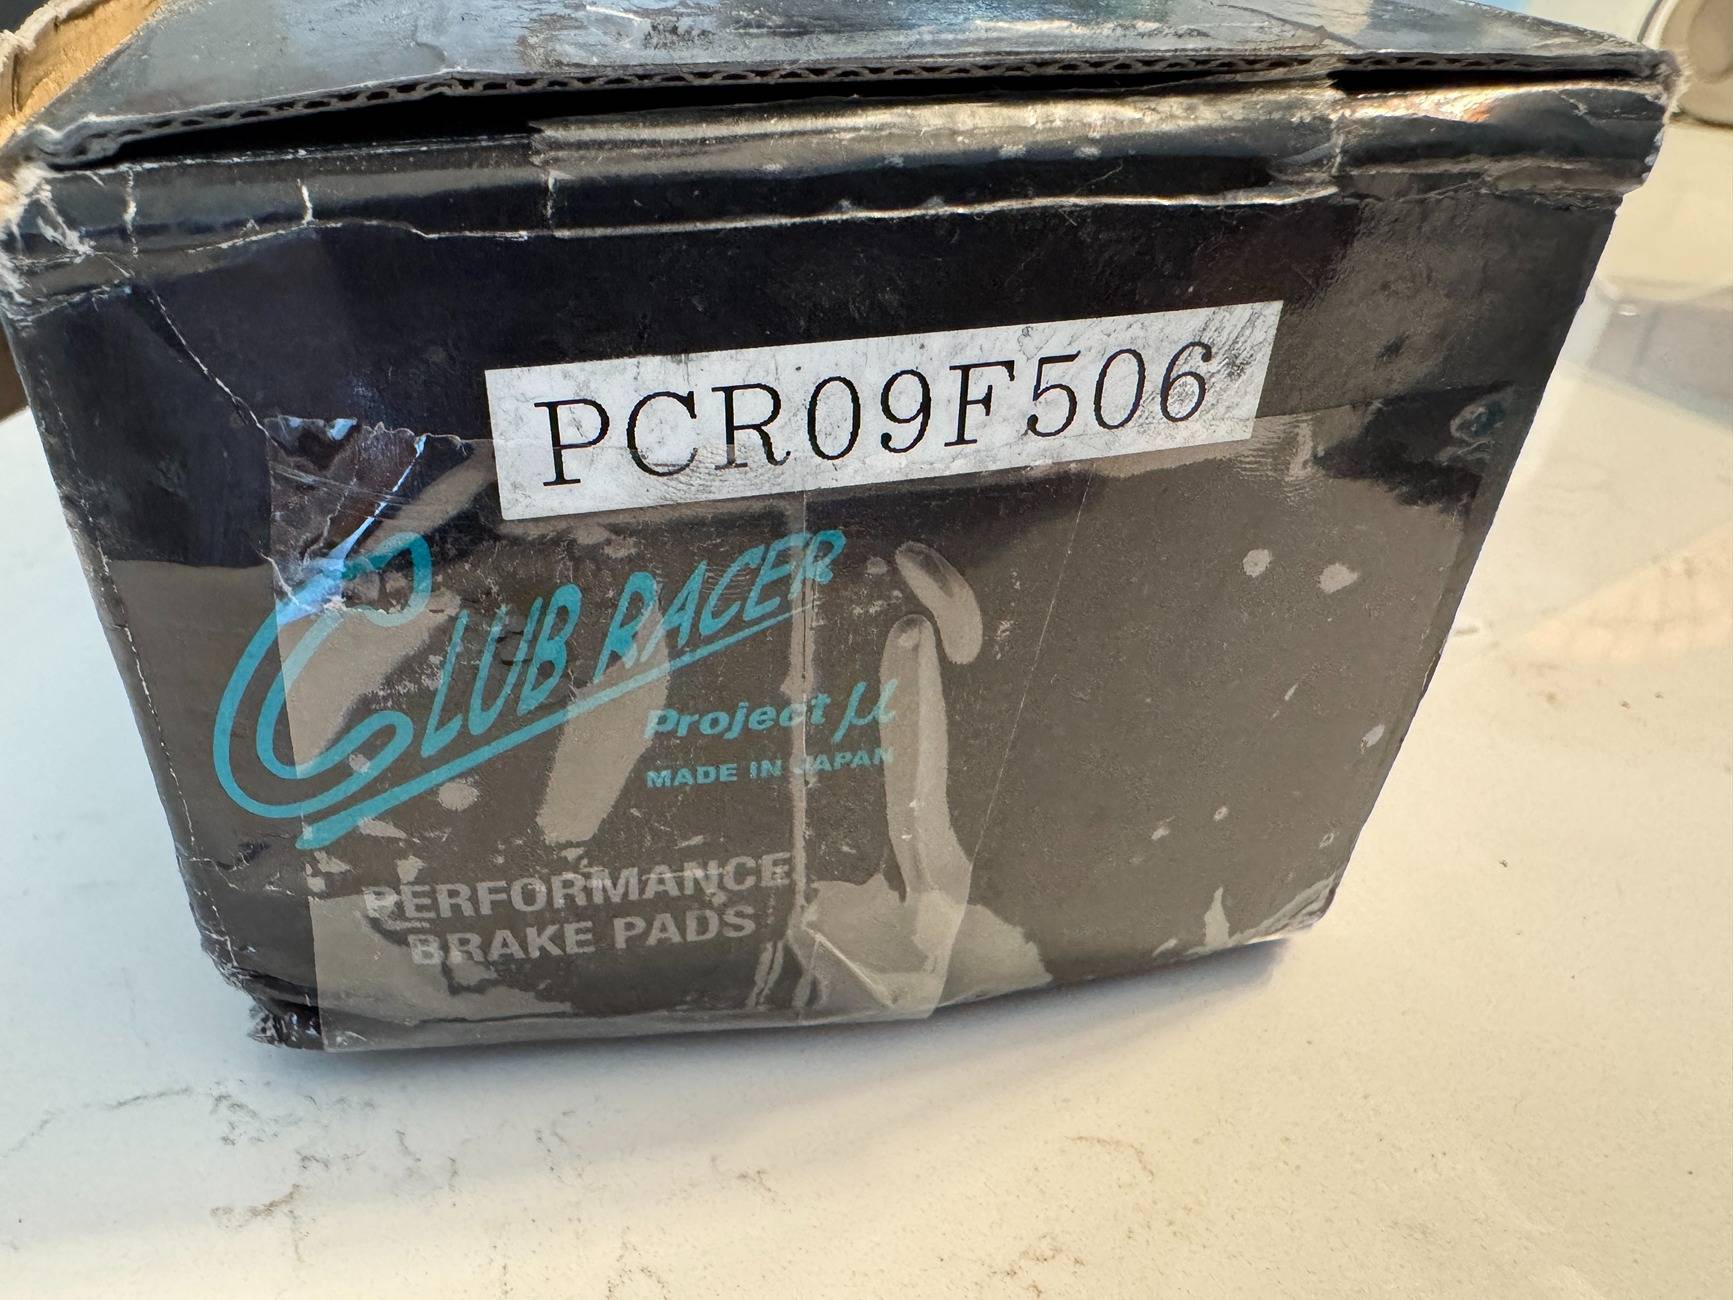 PCR09F506
CLUB RACER
Project μ
MADE IN JAPAN
PERFORMANCE
BRAKE PADS